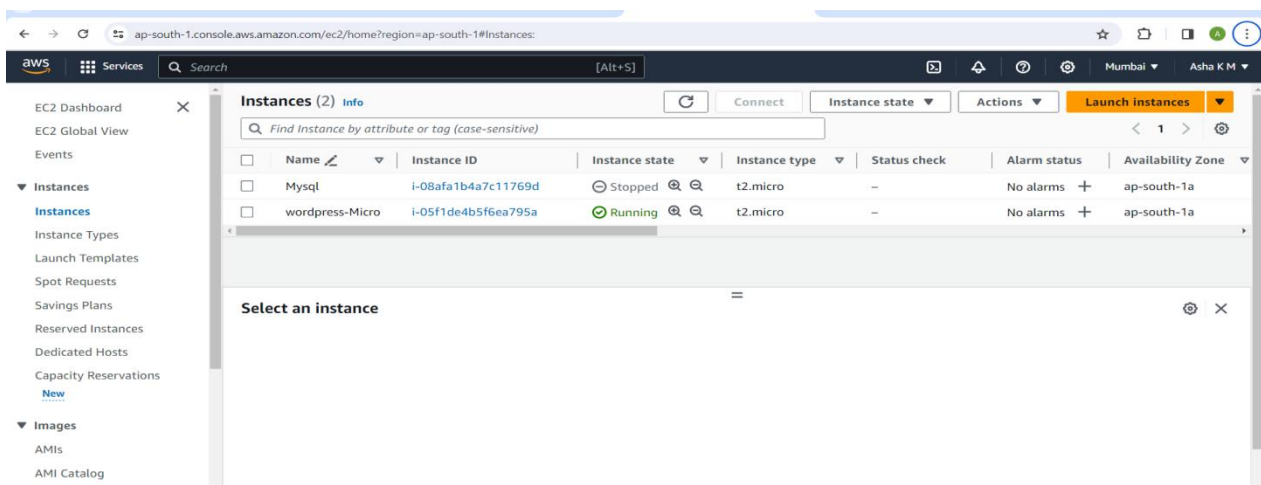 ap-south-1.console.aws.amazon.com/ec2/home?region=ap-south-1#Instances:
A
aws Services Search [Alt+S] Mumbai Asha K M
EC2 Dashboard
EC2 Global View
Events
Instances
Instances
Instance Types
Launch Templates
Spot Requests
Savings Plans
Reserved Instances
Dedicated Hosts
Capacity Reservations
New
Images
AMIs
AMI Catalog
Instances (2) Info Connect Instance state Actions Launch instances
Find Instance by attribute or tag (case-sensitive) 1
Name Instance ID Instance state Instance type Status check Alarm status Availability Zone
Mysql i-08afa1b4a7c11769d Stopped t2.micro – No alarms + ap-south-1a
wordpress-Micro i-05f1de4b5f6ea795a Running t2.micro – No alarms + ap-south-1a
Select an instance